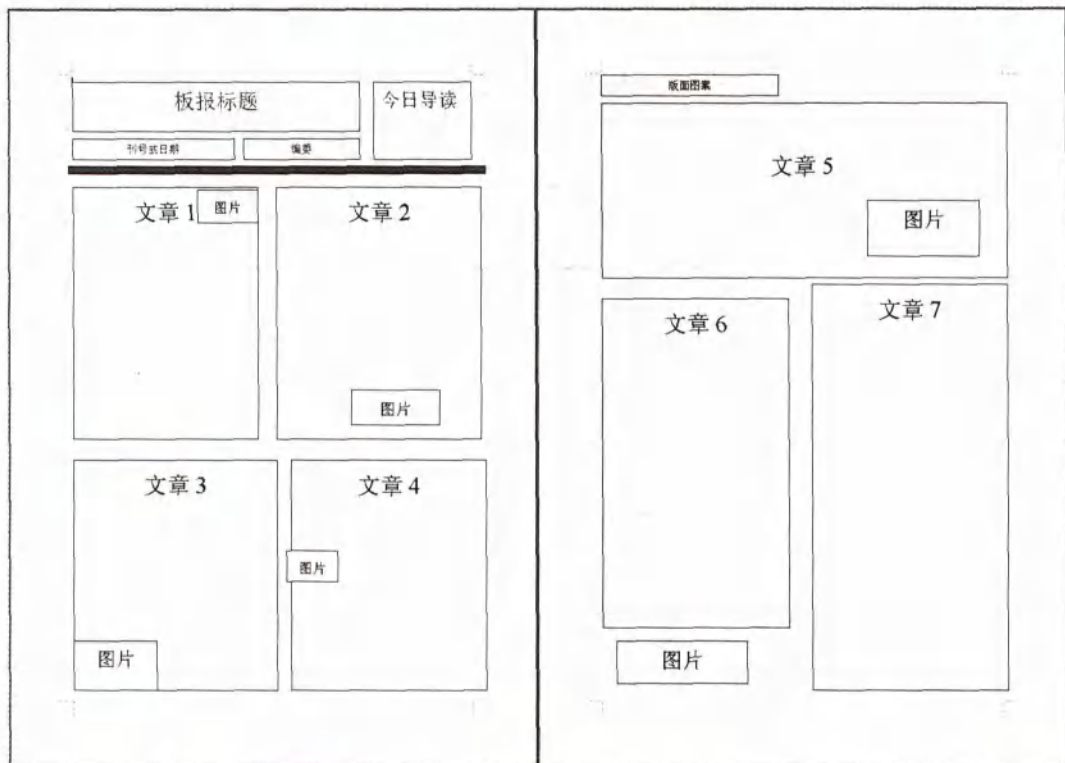 板报标题
今日导读
刊号或日期
编委
文章 1
图片
文章 2
图片
文章 3
图片
文章 4
图片
版面图素
文章 5
图片
文章 6
图片
文章 7